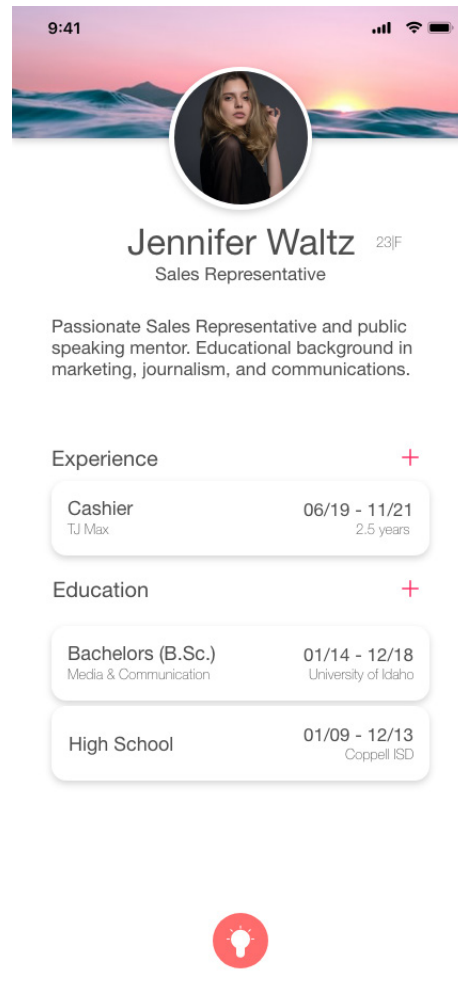 9:41
Jennifer Waltz 23|F
Sales Representative
Passionate Sales Representative and public
speaking mentor. Educational background in
marketing, journalism, and communications.
Experience +
Cashier 06/19 - 11/21
TJ Max 2.5 years
Education +
Bachelors (B.Sc.) 01/14 - 12/18
Media & Communication University of Idaho
High School 01/09 - 12/13
Coppell ISD